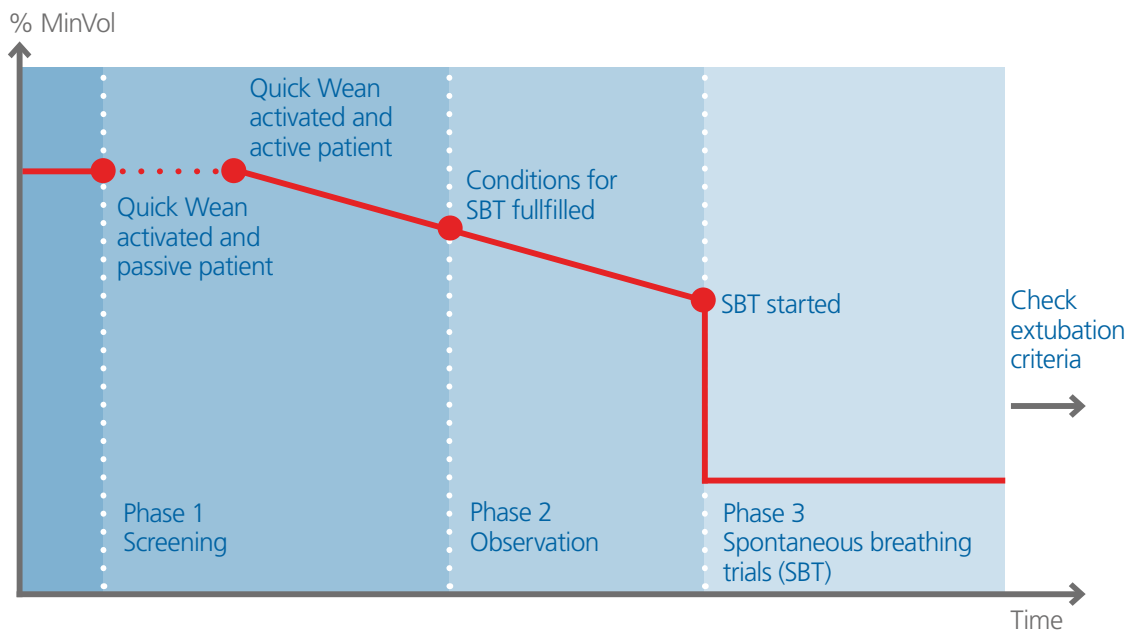 % MinVol
Quick Wean
activated and
active patient
Quick Wean
activated and
passive patient
Conditions for
SBT fullfilled
SBT started
Check
extubation
criteria
Phase 1
Screening
Phase 2
Observation
Phase 3
Spontaneous breathing
trials (SBT)
Time